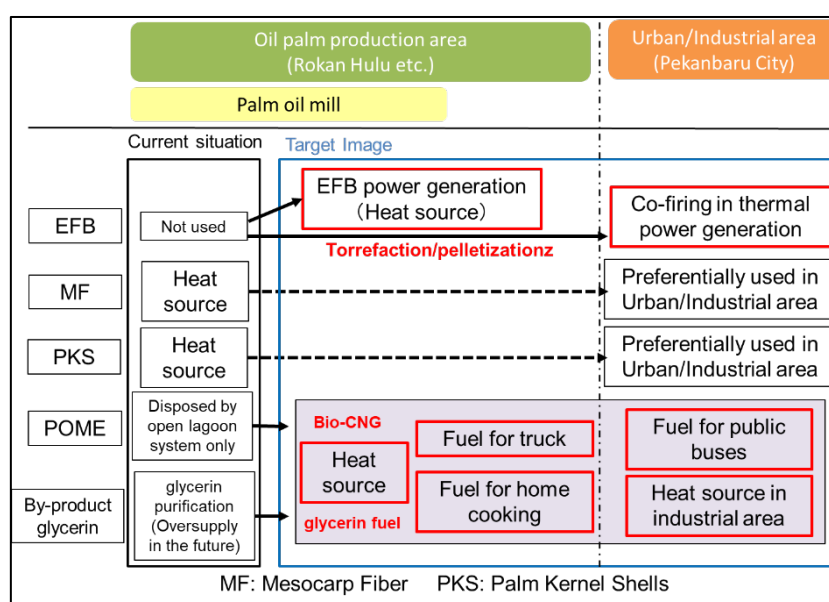 Oil palm production area
(Rokan Hulu etc.)
Urban/Industrial area
(Pekanbaru City)
Palm oil mill
Current situation
Target Image
EFB
Not used
EFB power generation
(Heat source)
Co-firing in thermal
power generation
Torrefaction/pelletizationz
MF
Heat
source
Preferentially used in
Urban/Industrial area
PKS
Heat
source
Preferentially used in
Urban/Industrial area
POME
Disposed by
open lagoon
system only
Bio-CNG
Heat
source
Fuel for truck
Fuel for public
buses
By-product
glycerin
glycerin
purification
(Oversupply
in the future)
glycerin fuel
Fuel for home
cooking
Heat source in
industrial area
MF: Mesocarp Fiber PKS: Palm Kernel Shells